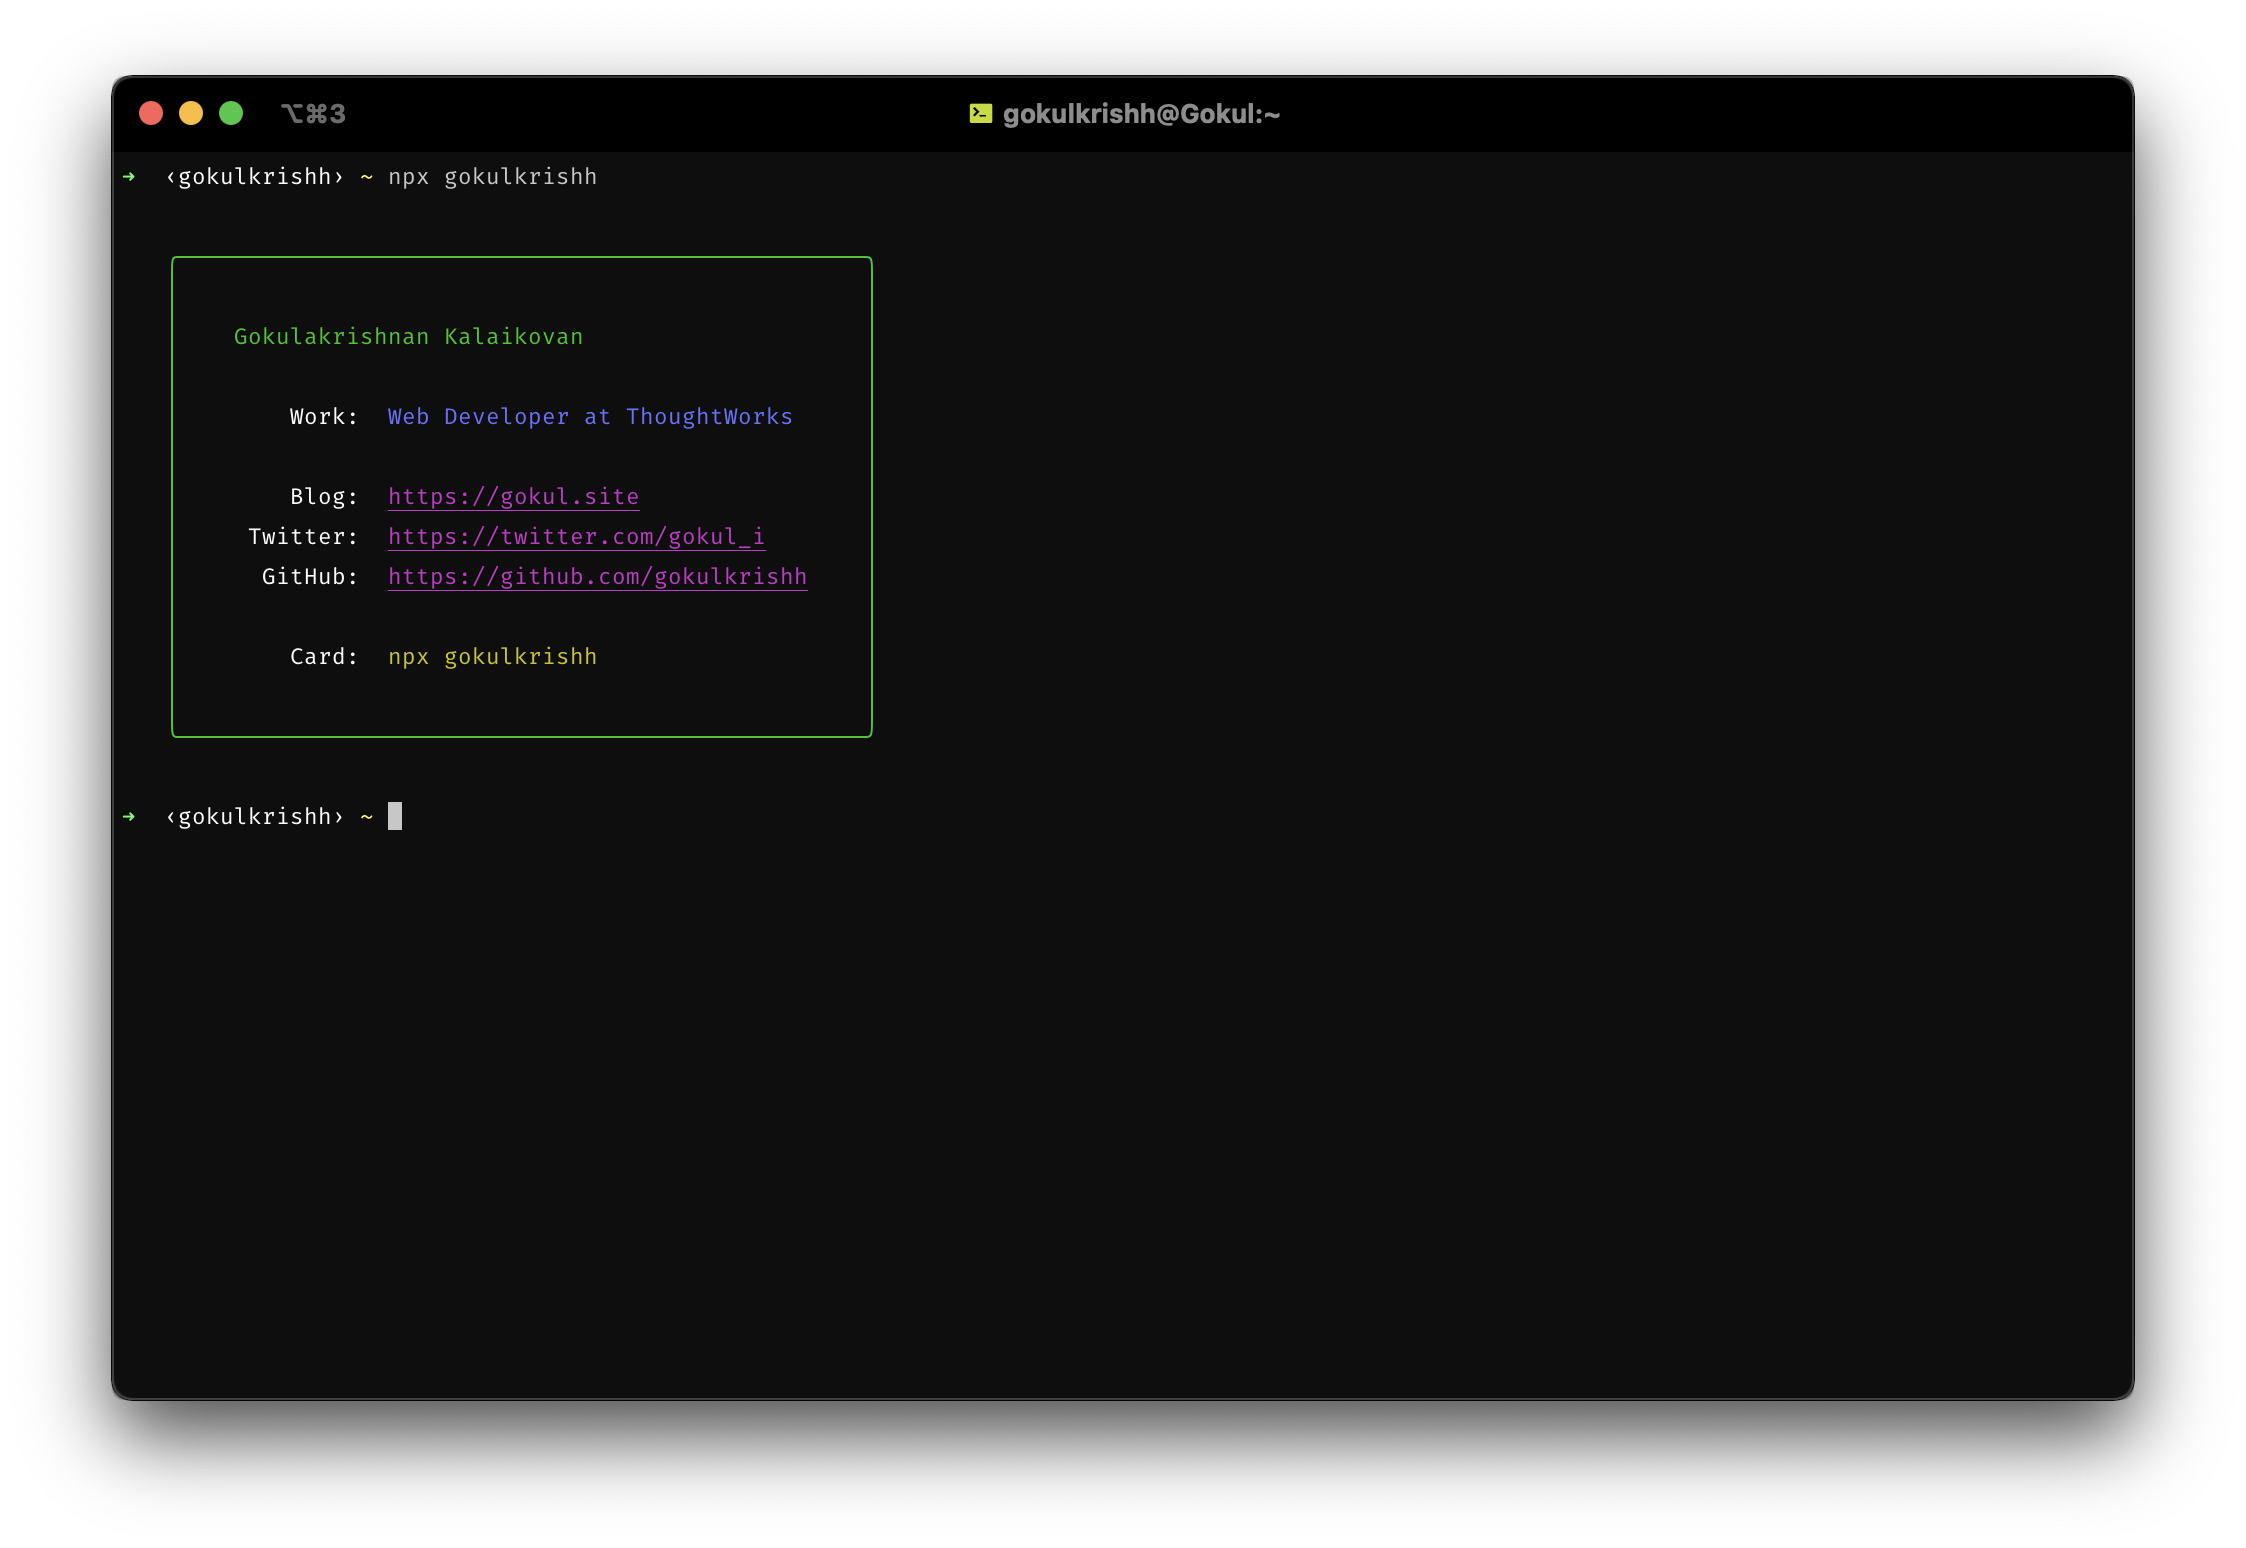 ⌥⌘3 gokulkrishh@Gokul:~
➜ ‹gokulkrishh› ~ npx gokulkrishh
Gokulakrishnan Kalaikovan
Work: Web Developer at ThoughtWorks
Blog: https://gokul.site
Twitter: https://twitter.com/gokul_i
GitHub: https://github.com/gokulkrishh
Card: npx gokulkrishh
➜ ‹gokulkrishh› ~